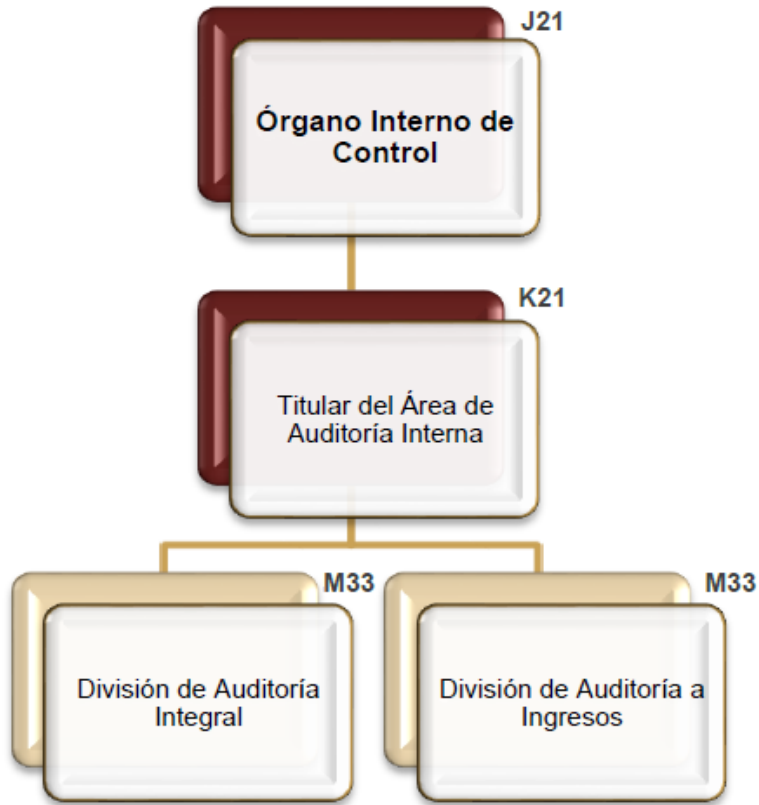 J21
Órgano Interno de
Control
K21
Titular del Área de
Auditoría Interna
M33
División de Auditoría
Integral
M33
División de Auditoría a
Ingresos